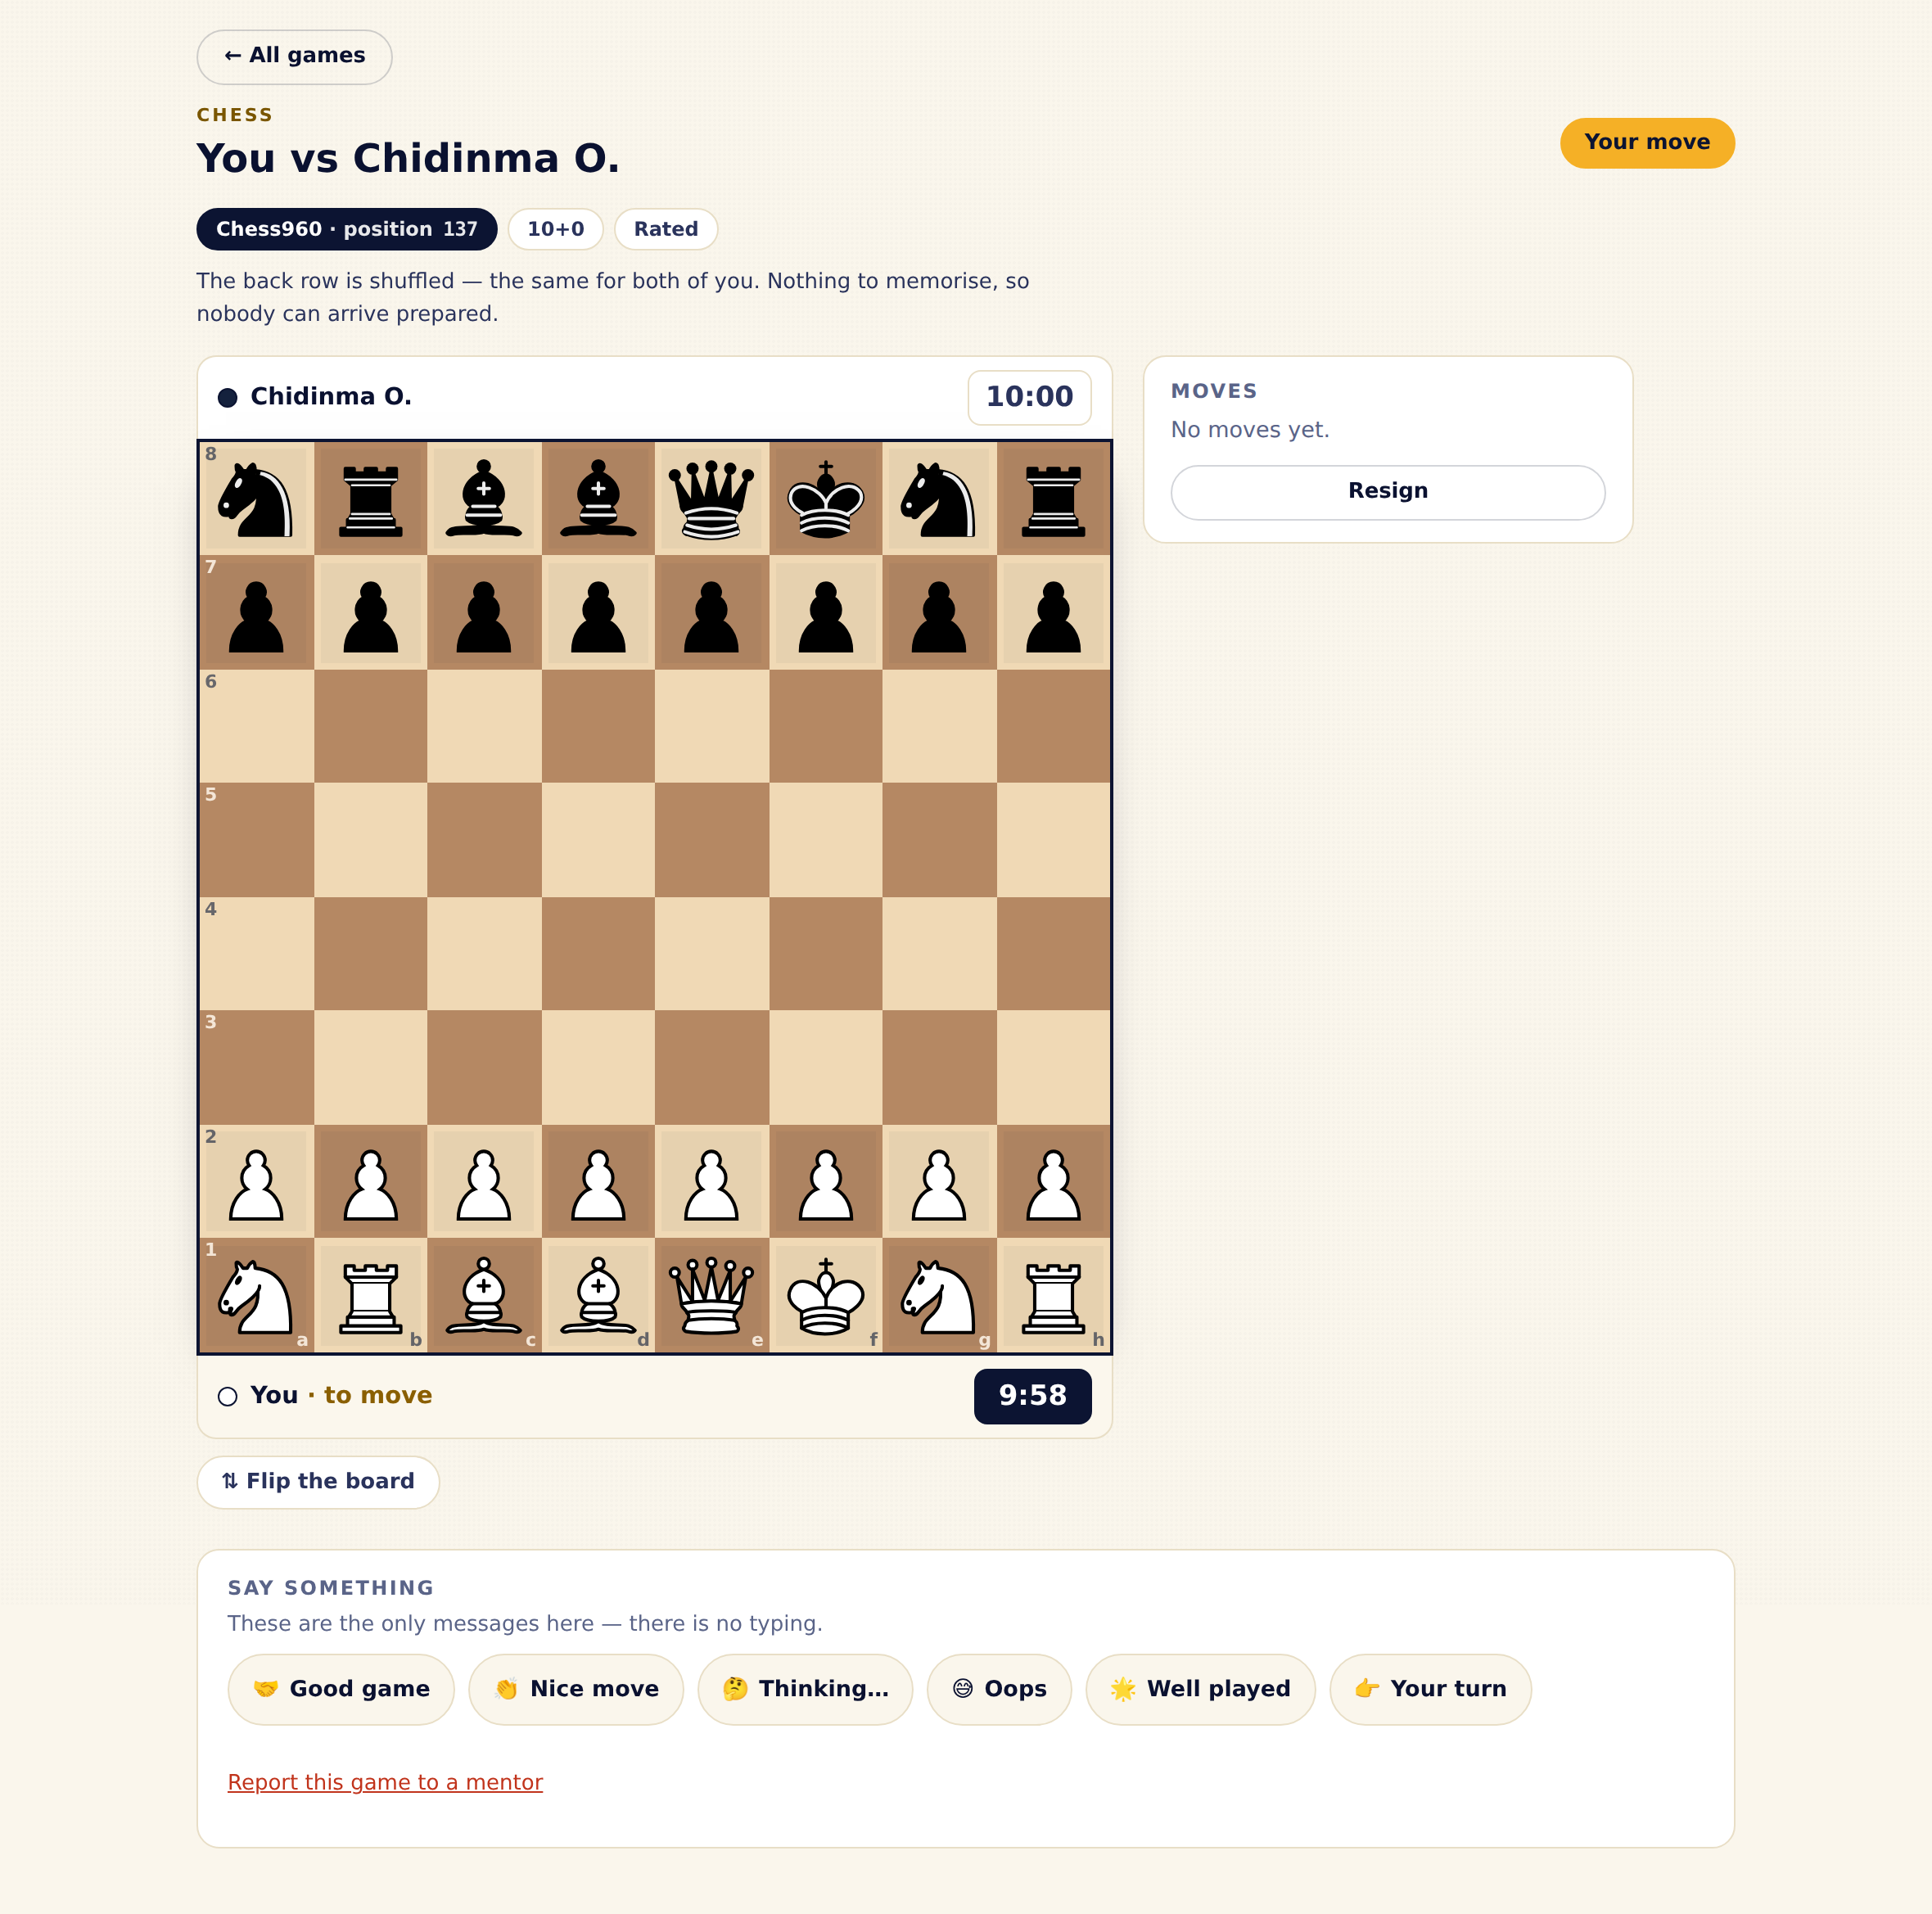 ← All games
CHESS
You vs Chidinma O.
Your move
Chess960 · position 137
10+0
Rated
The back row is shuffled — the same for both of you. Nothing to memorise, so
nobody can arrive prepared.
Chidinma O.
10:00
MOVES
No moves yet.
Resign
8
7
6
5
4
3
2
1
a b c d e f g h
You · to move
9:58
⇅ Flip the board
SAY SOMETHING
These are the only messages here — there is no typing.
🤝 Good game
👏 Nice move
🤔 Thinking…
😅 Oops
🌟 Well played
👉 Your turn
Report this game to a mentor